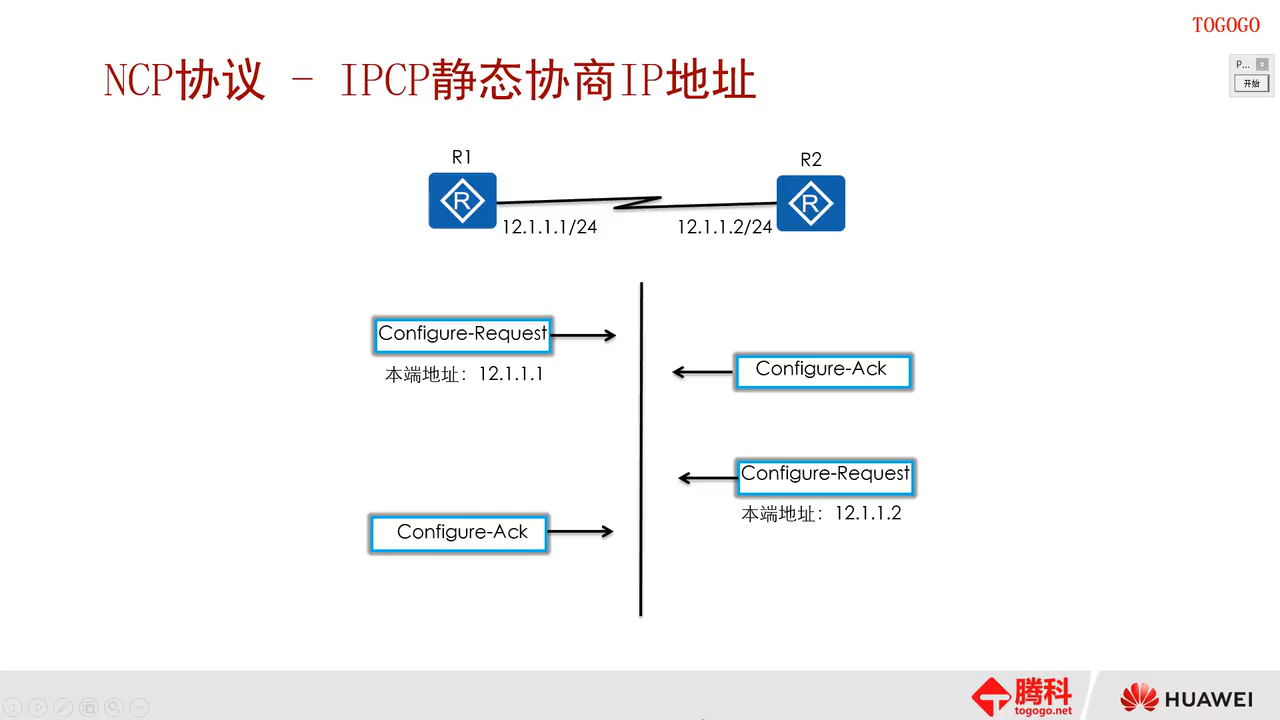 TOGOGO
P...
开始
NCP协议 - IPCP静态协商IP地址
R1
R2
R
R
12.1.1.1/24
12.1.1.2/24
Configure-Request
本端地址：12.1.1.1
Configure-Ack
Configure-Request
本端地址：12.1.1.2
Configure-Ack
腾科
togogo.net
HUAWEI